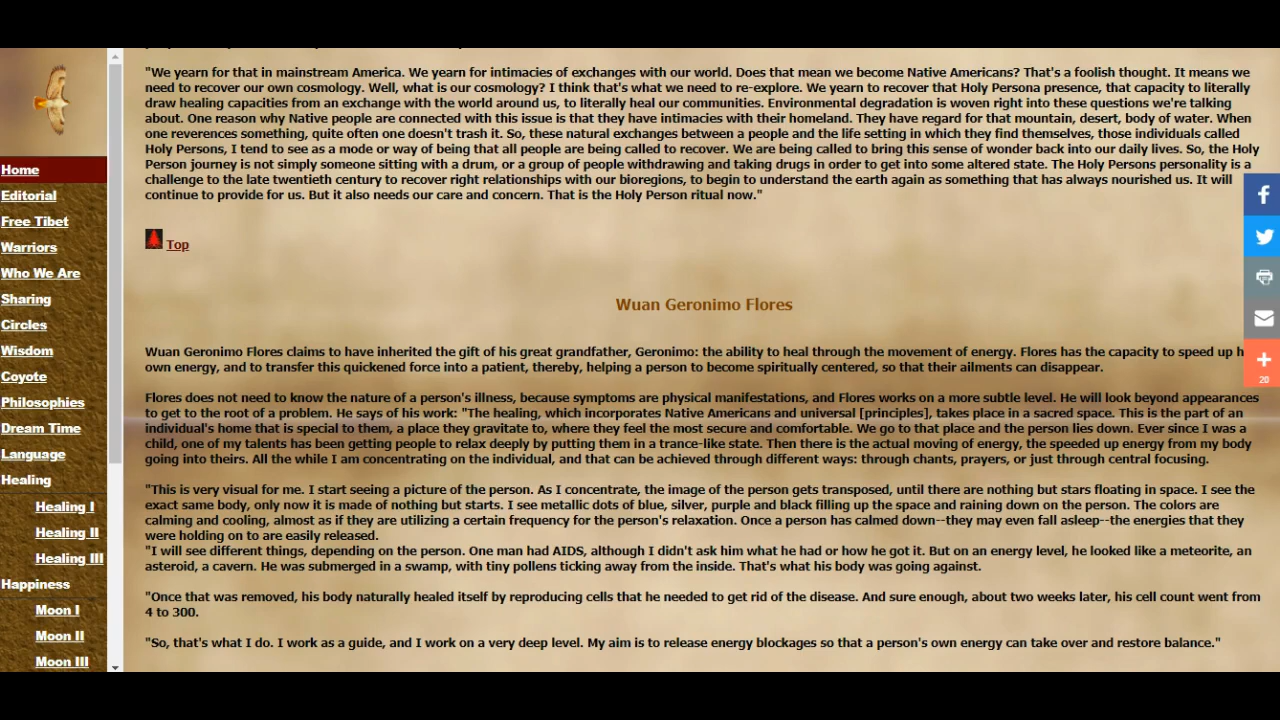 Home
Editorial
Free Tibet
Warriors
Who We Are
Sharing
Circles
Wisdom
Coyote
Philosophies
Dream Time
Language
Healing
Healing I
Healing II
Healing III
Happiness
Moon I
Moon II
Moon III
"We yearn for that in mainstream America. We yearn for intimacies of exchanges with our world. Does that mean we become Native Americans? That's a foolish thought. It means we
need to recover our own cosmology. Well, what is our cosmology? I think that's what we need to re-explore. We yearn to recover that Holy Persona presence, that capacity to literally
draw healing capacities from an exchange with the world around us, to literally heal our communities. Environmental degradation is woven right into these questions we're talking
about. One reason why Native people are connected with this issue is that they have intimacies with their homeland. They have regard for that mountain, desert, body of water. When
one reverences something, quite often one doesn't trash it. So, these natural exchanges between a people and the life setting in which they find themselves, those individuals called
Holy Persons, I tend to see as a mode or way of being that all people are being called to recover. We are being called to bring this sense of wonder back into our daily lives. So, the Holy
Person journey is not simply someone sitting with a drum, or a group of people withdrawing and taking drugs in order to get into some altered state. The Holy Persons personality is a
challenge to the late twentieth century to recover right relationships with our bioregions, to begin to understand the earth again as something that has always nourished us. It will
continue to provide for us. But it also needs our care and concern. That is the Holy Person ritual now."
Top
Wuan Geronimo Flores
Wuan Geronimo Flores claims to have inherited the gift of his great grandfather, Geronimo: the ability to heal through the movement of energy. Flores has the capacity to speed up
own energy, and to transfer this quickened force into a patient, thereby, helping a person to become spiritually centered, so that their ailments can disappear.
Flores does not need to know the nature of a person's illness, because symptoms are physical manifestations, and Flores works on a more subtle level. He will look beyond appearances
to get to the root of a problem. He says of his work: "The healing, which incorporates Native Americans and universal [principles], takes place in a sacred space. This is the part of an
individual's home that is special to them, a place they gravitate to, where they feel the most secure and comfortable. We go to that place and the person lies down. Ever since I was a
child, one of my talents has been getting people to relax deeply by putting them in a trance-like state. Then there is the actual moving of energy, the speeded up energy from my body
going into theirs. All the while I am concentrating on the individual, and that can be achieved through different ways: through chants, prayers, or just through central focusing.
"This is very visual for me. I start seeing a picture of the person. As I concentrate, the image of the person gets transposed, until there are nothing but stars floating in space. I see the
exact same body, only now it is made of nothing but starts. I see metallic dots of blue, silver, purple and black filling up the space and raining down on the person. The colors are
calming and cooling, almost as if they are utilizing a certain frequency for the person's relaxation. Once a person has calmed down--they may even fall asleep--the energies that they
were holding on to are easily released.
"I will see different things, depending on the person. One man had AIDS, although I didn't ask him what he had or how he got it. But on an energy level, he looked like a meteorite, an
asteroid, a cavern. He was submerged in a swamp, with tiny pollens ticking away from the inside. That's what his body was going against.
"Once that was removed, his body naturally healed itself by reproducing cells that he needed to get rid of the disease. And sure enough, about two weeks later, his cell count went from
4 to 300.
"So, that's what I do. I work as a guide, and I work on a very deep level. My aim is to release energy blockages so that a person's own energy can take over and restore balance."
20